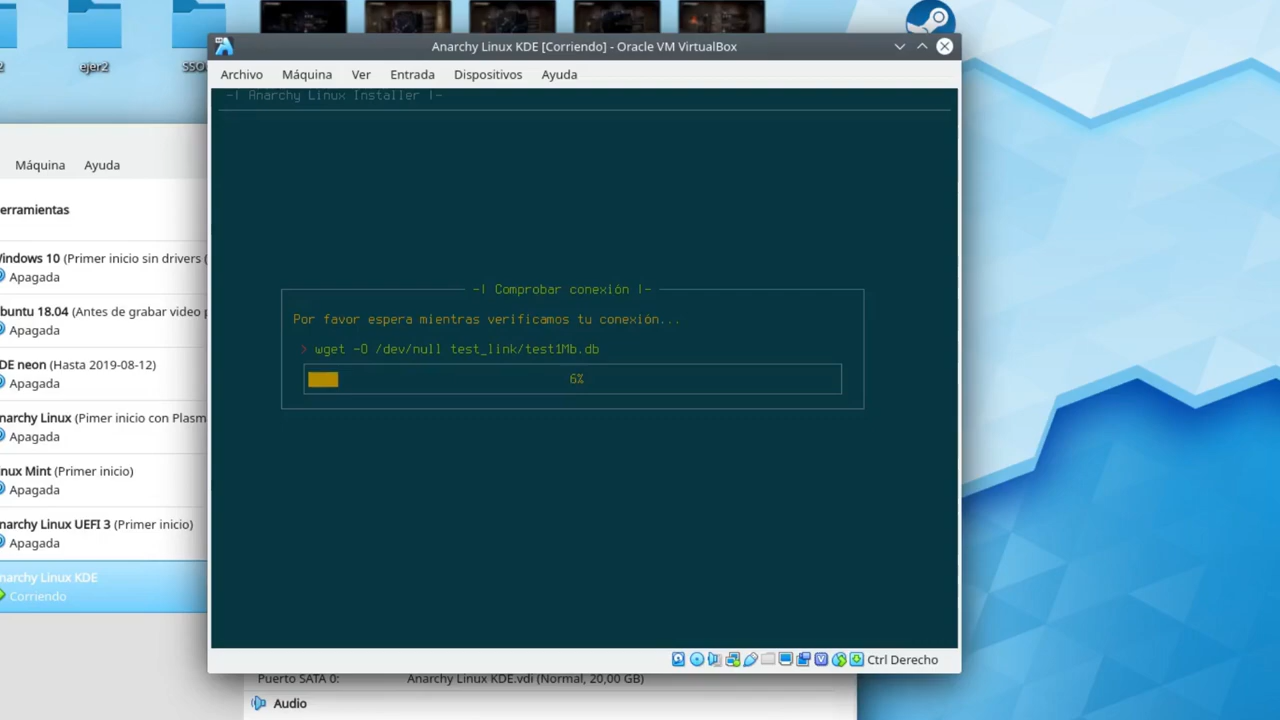 2
ejer2
SSO
Anarchy Linux KDE [Corriendo] - Oracle VM VirtualBox
Archivo Máquina Ver Entrada Dispositivos Ayuda
-| Anarchy Linux Installer |-
Máquina Ayuda
erramientas
indows 10 (Primer inicio sin drivers (
Apagada
buntu 18.04 (Antes de grabar video p
Apagada
DE neon (Hasta 2019-08-12)
Apagada
narchy Linux (Pimer inicio con Plasm
Apagada
nux Mint (Primer inicio)
Apagada
narchy Linux UEFI 3 (Primer inicio)
Apagada
narchy Linux KDE
Corriendo
-| Comprobar conexión |-
Por favor espera mientras verificamos tu conexión...
> wget -O /dev/null test_link/test1Mb.db
6%
Ctrl Derecho
Puerto SATA 0: Anarchy Linux KDE.vdi (Normal, 20,00 GB)
Audio